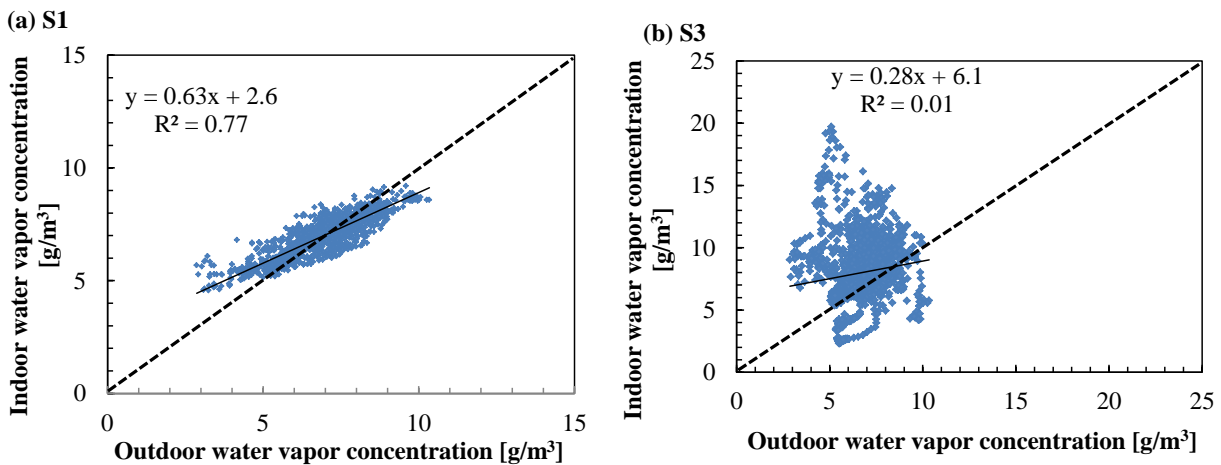 (a) S1
Indoor water vapor concentration
[g/m³]
15
10
5
0
y = 0.63x + 2.6
R² = 0.77
0 5 10 15
Outdoor water vapor concentration [g/m³]
(b) S3
Indoor water vapor concentration
[g/m³]
25
20
15
10
5
0
y = 0.28x + 6.1
R² = 0.01
0 5 10 15 20 25
Outdoor water vapor concentration [g/m³]